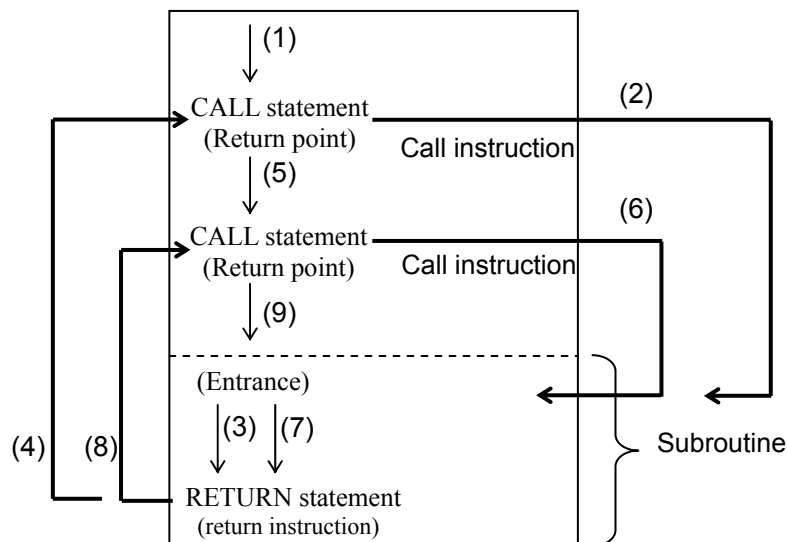 (1)
CALL statement
(2)
(Return point)
Call instruction
(5)
(6)
CALL statement
(Return point)
Call instruction
(9)
(Entrance)
(4)
(8)
(3)
(7)
Subroutine
RETURN statement
(return instruction)